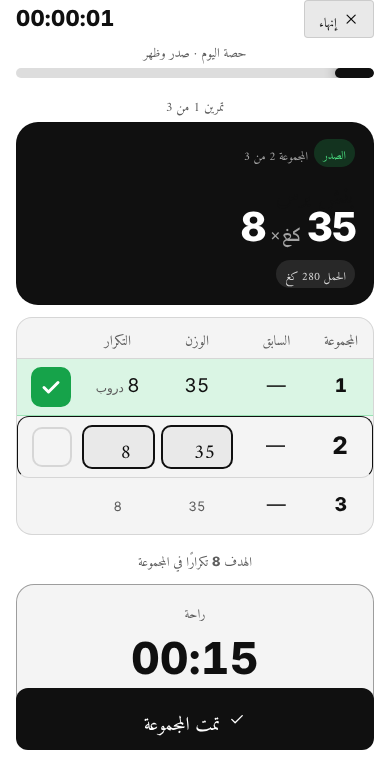 00:00:01
× إنهاء
حصة اليوم · صدر وظهر
تمرين 1 من 3
الصدر المجموعة 2 من 3
35 كغ × 8
الحمل 280 كغ
المجموعة السابق الوزن التكرار
1 — 35 8 دروب
2 — 35 8
3 — 35 8
الهدف 8 تكرارًا في المجموعة
راحة
00:15
تمت المجموعة